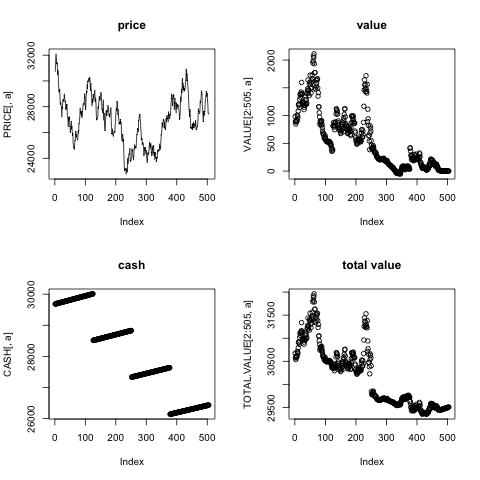 price
PRICE[, a]
24000 28000 32000
0 100 200 300 400 500
Index
value
VALUE[2:505, a]
0 500 1000 2000
0 100 200 300 400 500
Index
cash
CASH[, a]
26000 28000 30000
0 100 200 300 400 500
Index
total value
TOTAL.VALUE[2:505, a]
29500 30500 31500
0 100 200 300 400 500
Index